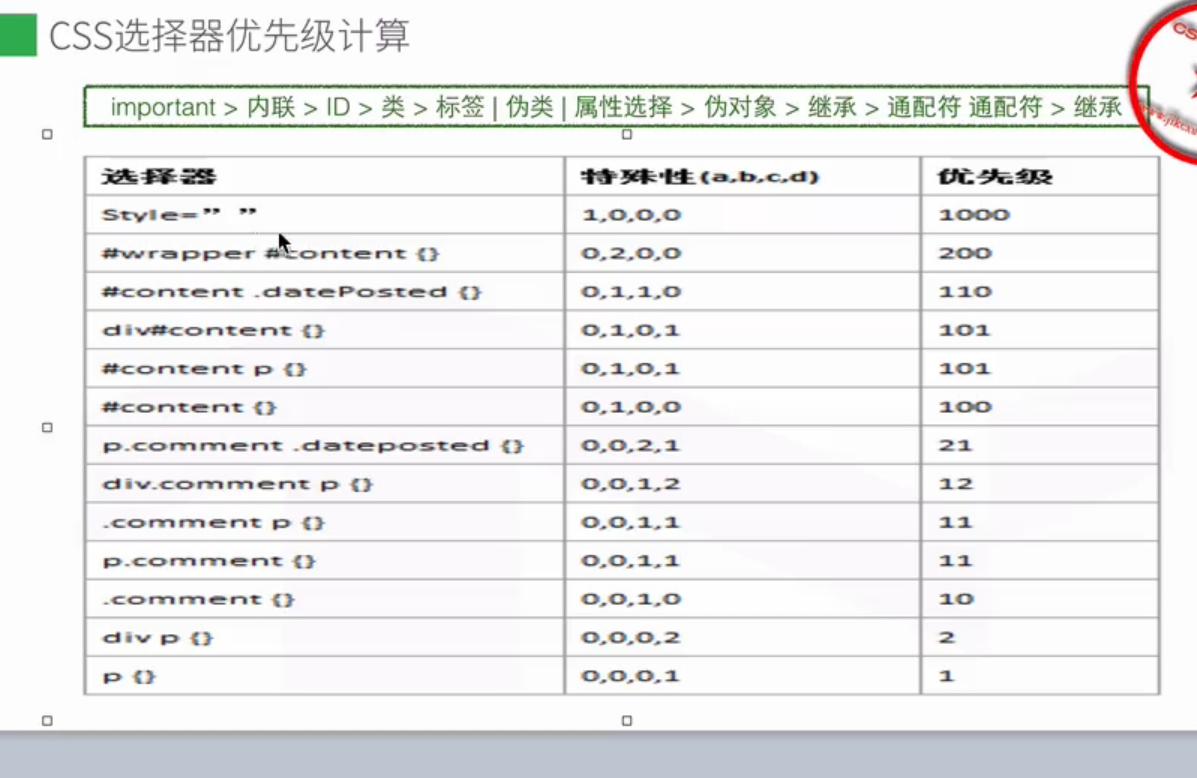 CSS选择器优先级计算
important > 内联 > ID > 类 > 标签 | 伪类 | 属性选择 > 伪对象 > 继承 > 通配符 通配符 > 继承
选择器 特殊性(a,b,c,d) 优先级
Style=” ” 1,0,0,0 1000
#wrapper #content {} 0,2,0,0 200
#content .datePosted {} 0,1,1,0 110
div#content {} 0,1,0,1 101
#content p {} 0,1,0,1 101
#content {} 0,1,0,0 100
p.comment .dateposted {} 0,0,2,1 21
div.comment p {} 0,0,1,2 12
.comment p {} 0,0,1,1 11
p.comment {} 0,0,1,1 11
.comment {} 0,0,1,0 10
div p {} 0,0,0,2 2
p {} 0,0,0,1 1